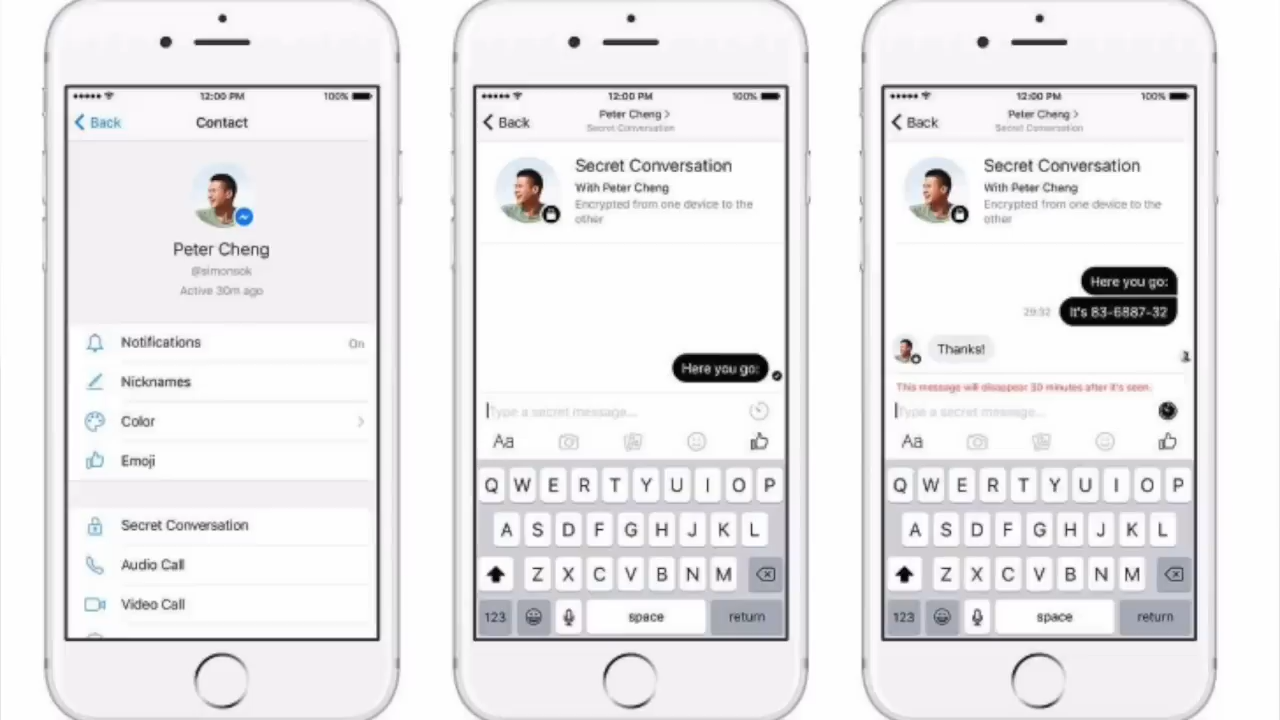 12:00 PM
100%
Back
Contact
Peter Cheng
@simonsok
Active 30m ago
Notifications
On
Nicknames
Color
Emoji
Secret Conversation
Audio Call
Video Call
12:00 PM
100%
Back
Peter Cheng
Secret Conversation
Secret Conversation
With Peter Cheng
Encrypted from one device to the
other
Here you go:
Type a secret message...
Aa
Q W E R T Y U I O P
A S D F G H J K L
Z X C V B N M
123
space
return
12:00 PM
100%
Back
Peter Cheng
Secret Conversation
Secret Conversation
With Peter Cheng
Encrypted from one device to the
other
Here you go:
29:32
It's 83-6887-32
Thanks!
This message will disappear 30 minutes after it's seen.
Type a secret message...
Aa
Q W E R T Y U I O P
A S D F G H J K L
Z X C V B N M
123
space
return